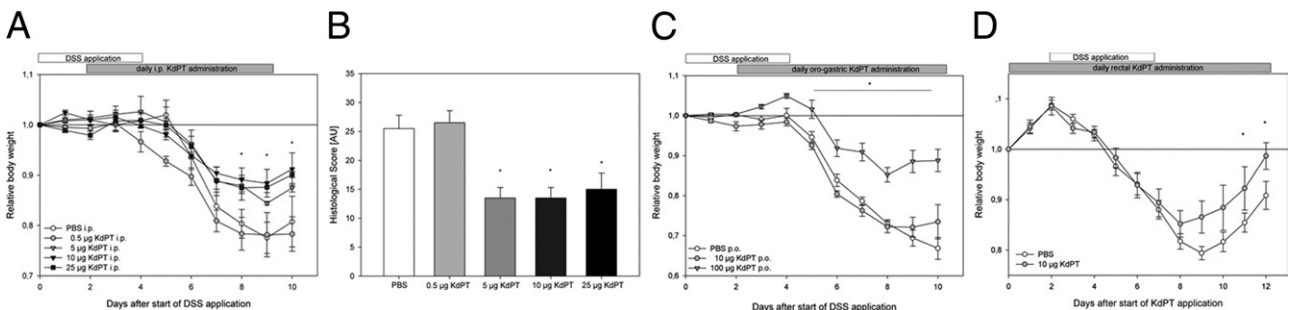 A
DSS application
daily i.p. KdPT administration
1,1
1,0
0,9
0,8
0,7
Relative body weight
PBS i.p.
0.5 µg KdPT i.p.
5 µg KdPT i.p.
10 µg KdPT i.p.
25 µg KdPT i.p.
0 2 4 6 8 10
Days after start of DSS application
B
35
30
25
20
15
10
5
0
Histological Score [AU]
PBS 0.5 µg KdPT 5 µg KdPT 10 µg KdPT 25 µg KdPT
C
DSS application
daily oro-gastric KdPT administration
1,1
1,0
0,9
0,8
0,7
0,6
Relative body weight
PBS p.o.
10 µg KdPT p.o.
100 µg KdPT p.o.
0 2 4 6 8 10
Days after start of DSS application
D
DSS application
daily rectal KdPT administration
,1
1,0
0,9
0,8
Relative body weight
PBS
10 µg KdPT
0 2 4 6 8 10 12
Days after start of KdPT application